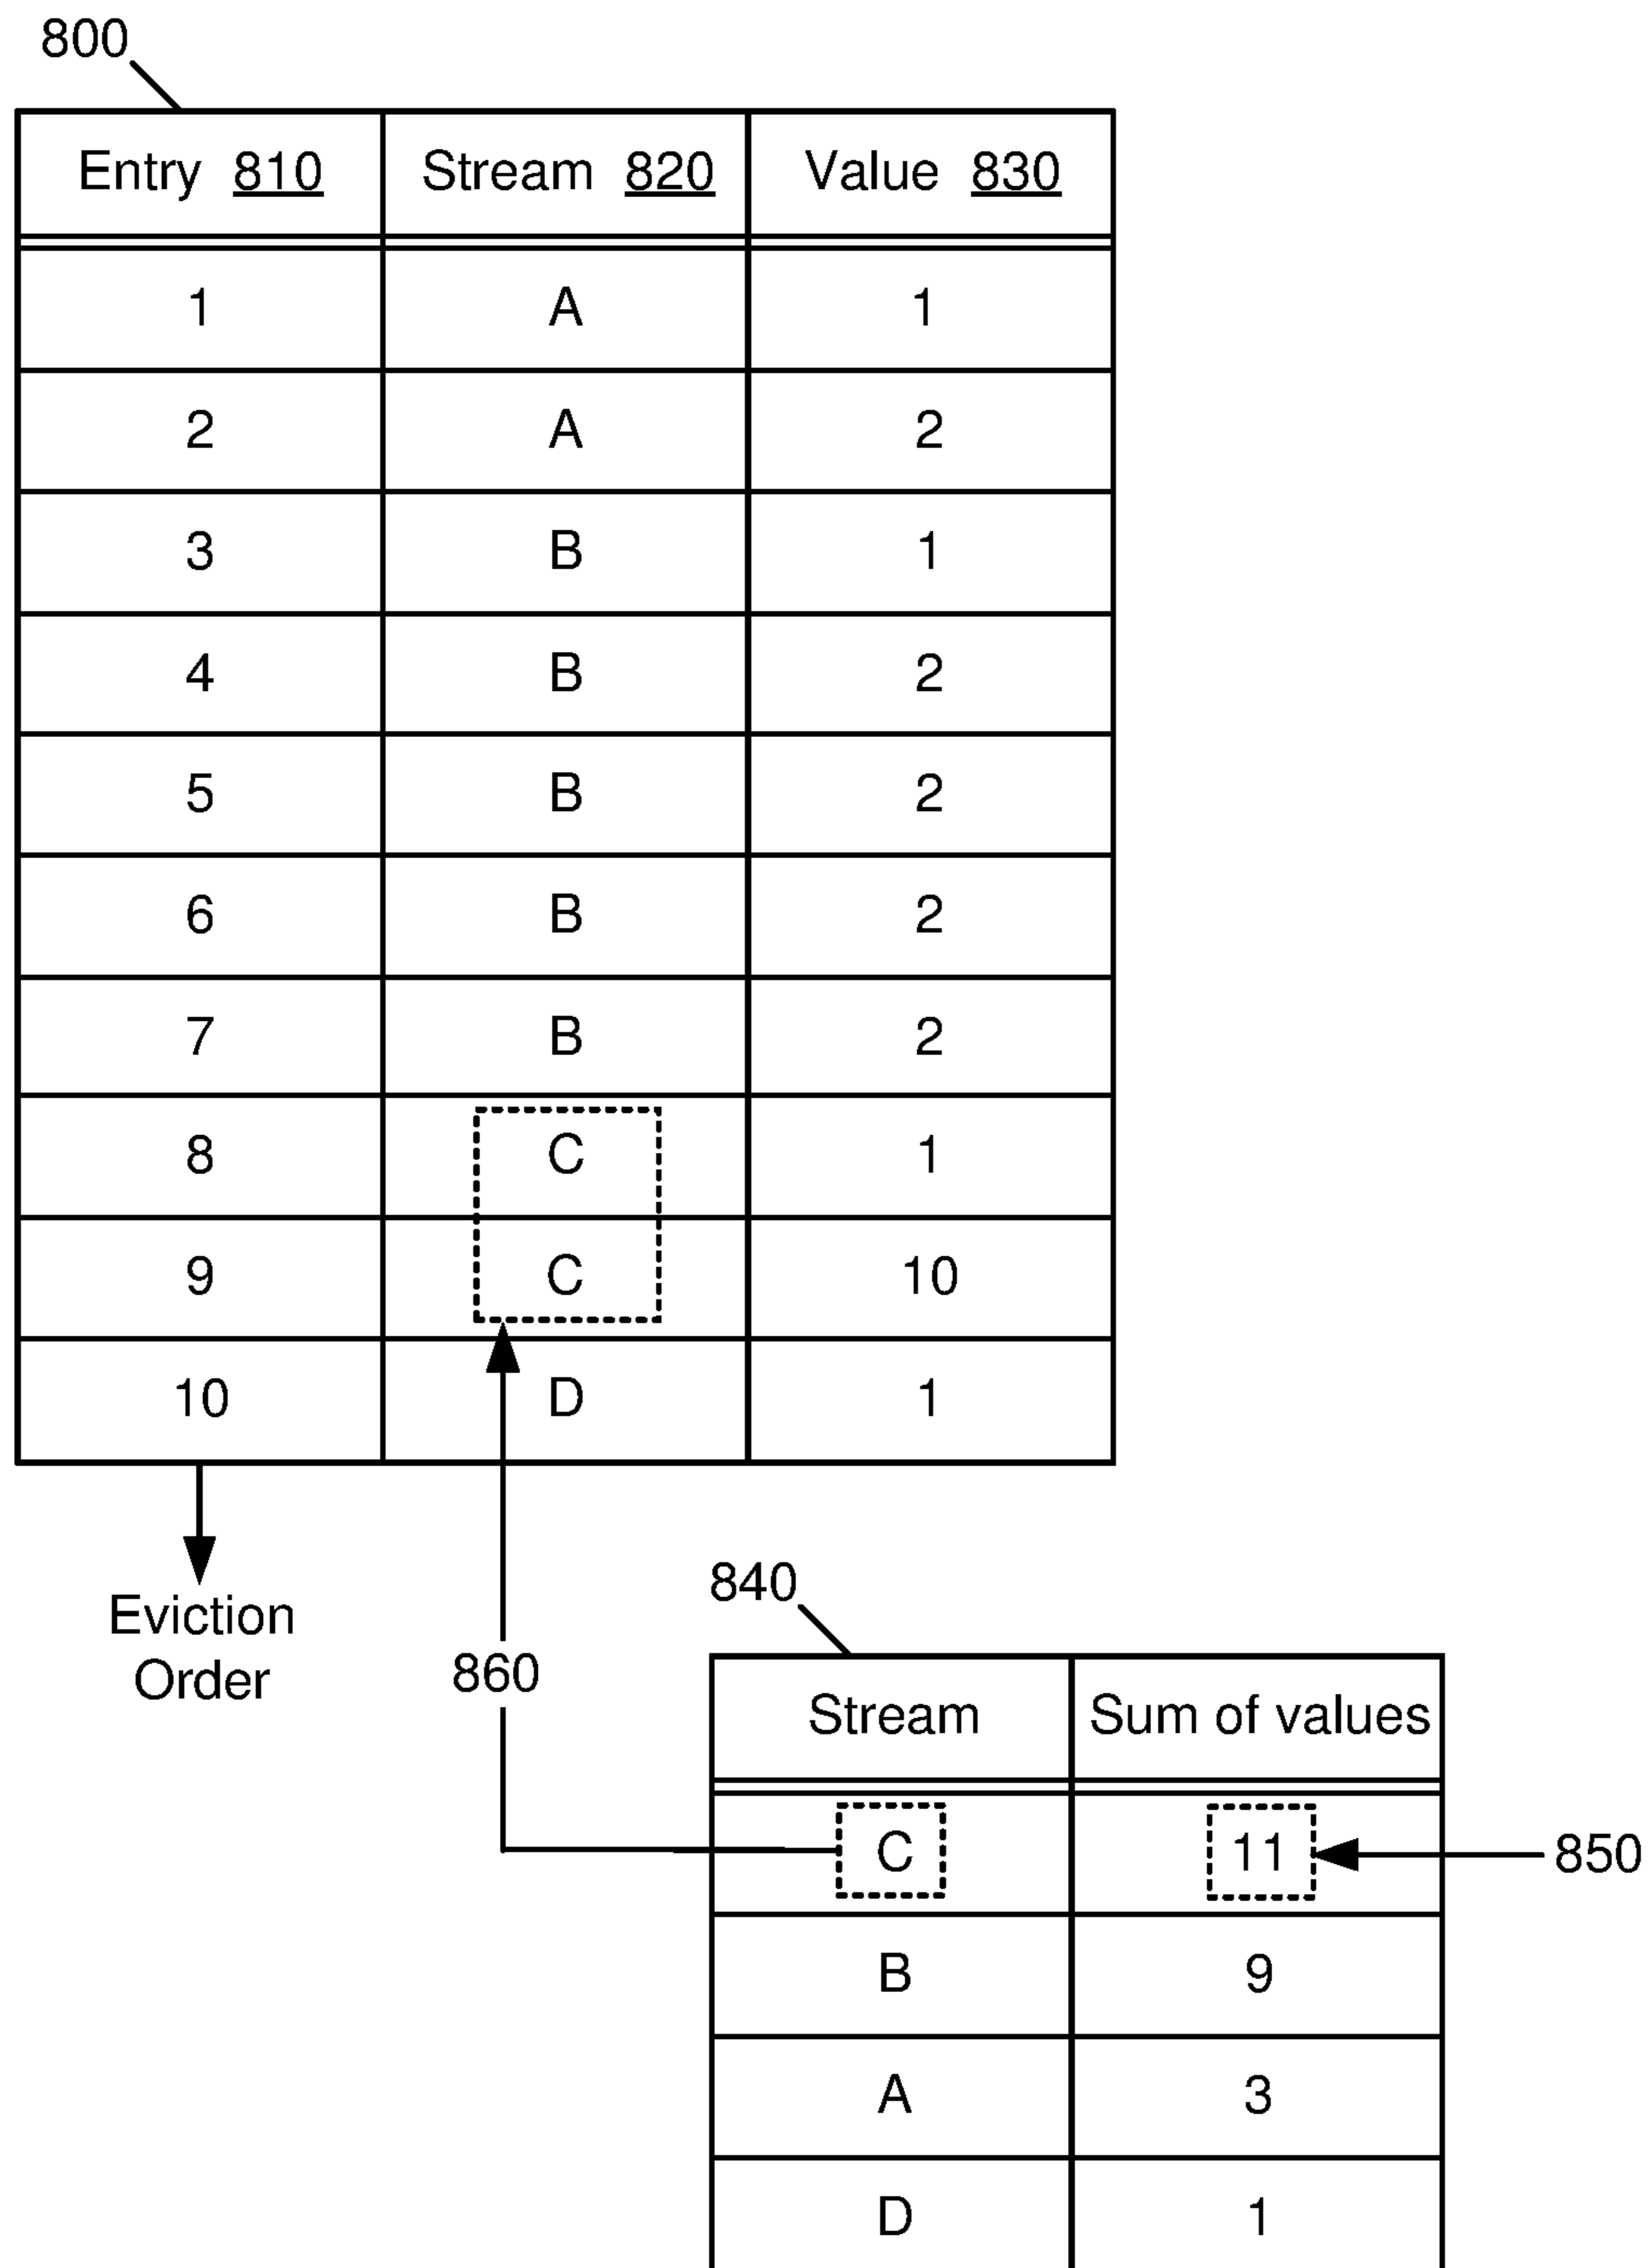 800
Entry 810 Stream 820 Value 830
1 A 1
2 A 2
3 B 1
4 B 2
5 B 2
6 B 2
7 B 2
8 C 1
9 C 10
10 D 1
Eviction
Order
860
840
Stream Sum of values
C 11
850
B 9
A 3
D 1